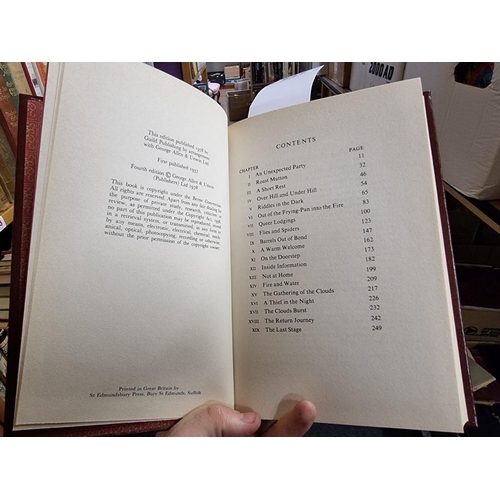 2000 AD
This edition published 1978 by
Guild Publishing by arrangement
with George Allen & Unwin
First published 1937
Fourth edition © George Allen & Unwin
(Publishers) Ltd 1978
This book is copyright under the Berne Convention.
All rights are reserved. Apart from any fair dealing for
the purpose of private study, research, criticism or
review, as permitted under the Copyright Act, 1956,
no part of this publication may be reproduced, stored
in a retrieval system, or transmitted, in any form or
by any means, electronic, electrical, chemical, mech-
anical, optical, photocopying, recording or otherwise,
without the prior permission of the copyright owner.
Printed in Great Britain by
St Edmundsbury Press, Bury St Edmunds, Suffolk
CONTENTS
CHAPTER PAGE
I An Unexpected Party 11
II Roast Mutton 32
III A Short Rest 46
IV Over Hill and Under Hill 54
V Riddles in the Dark 65
VI Out of the Frying-Pan into the Fire 83
VII Queer Lodgings 100
VIII Flies and Spiders 123
IX Barrels Out of Bond 147
X A Warm Welcome 162
XI On the Doorstep 173
XII Inside Information 182
XIII Not at Home 199
XIV Fire and Water 209
XV The Gathering of the Clouds 217
XVI A Thief in the Night 226
XVII The Clouds Burst 232
XVIII The Return Journey 242
XIX The Last Stage 249